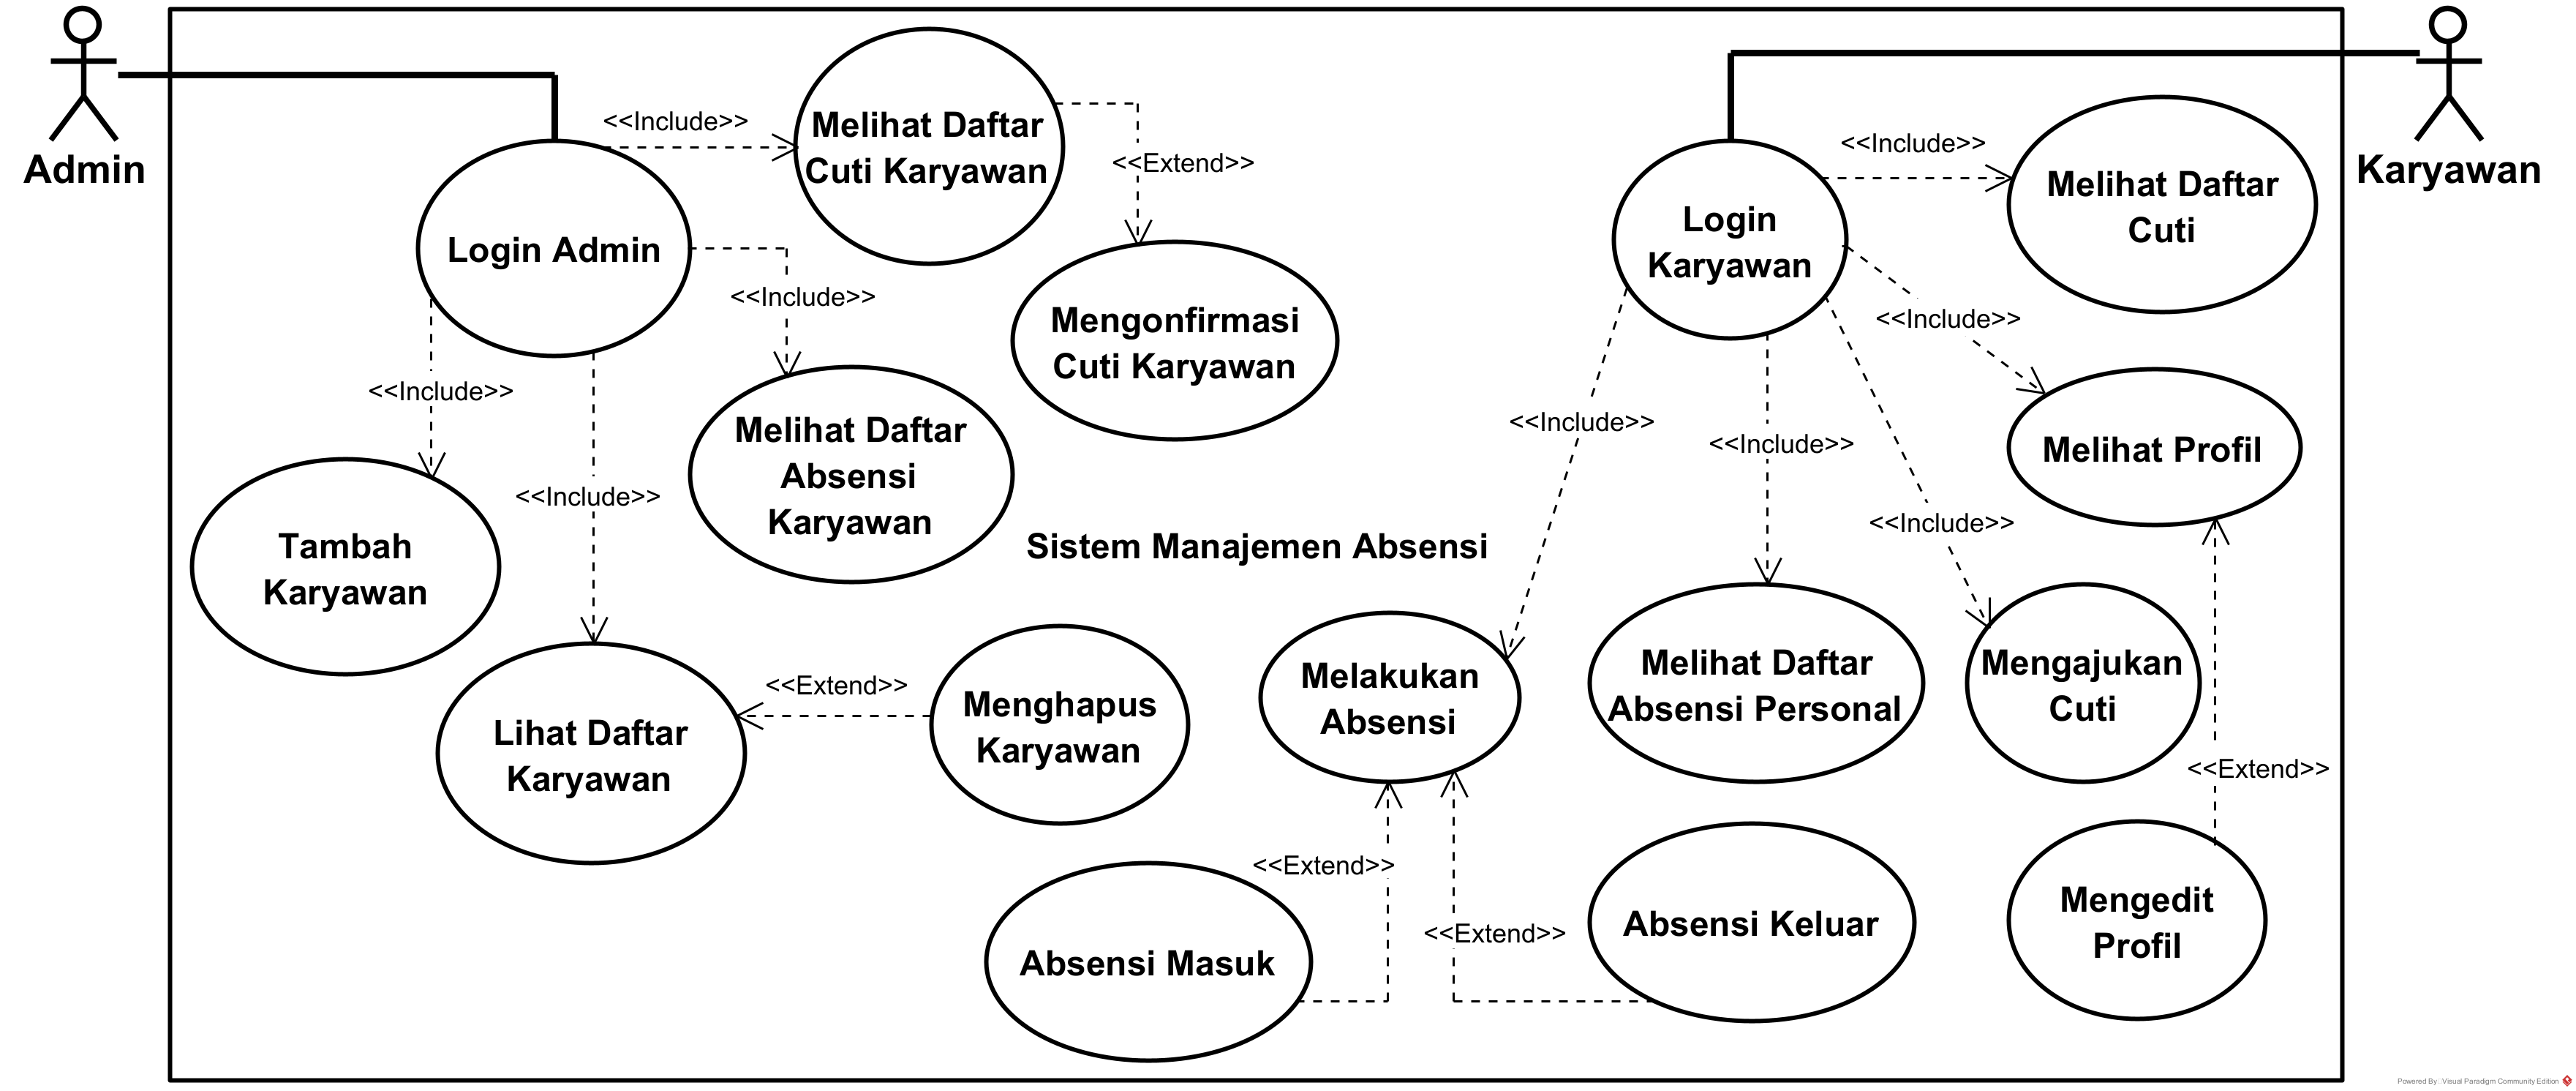 Admin
Karyawan
<<Include>>
Melihat Daftar
Cuti Karyawan
<<Extend>>
Login Admin
<<Include>>
Mengonfirmasi
Cuti Karyawan
<<Include>>
Melihat Daftar
Absensi
Karyawan
<<Include>>
Tambah
Karyawan
Lihat Daftar
Karyawan
<<Extend>>
Menghapus
Karyawan
Sistem Manajemen Absensi
Login
Karyawan
<<Include>>
Melihat Daftar
Cuti
<<Include>>
Melihat Profil
<<Include>>
<<Include>>
<<Include>>
Melakukan
Absensi
Melihat Daftar
Absensi Personal
Mengajukan
Cuti
<<Extend>>
<<Extend>>
<<Extend>>
Absensi Masuk
Absensi Keluar
Mengedit
Profil
Powered By: Visual Paradigm Community Edition